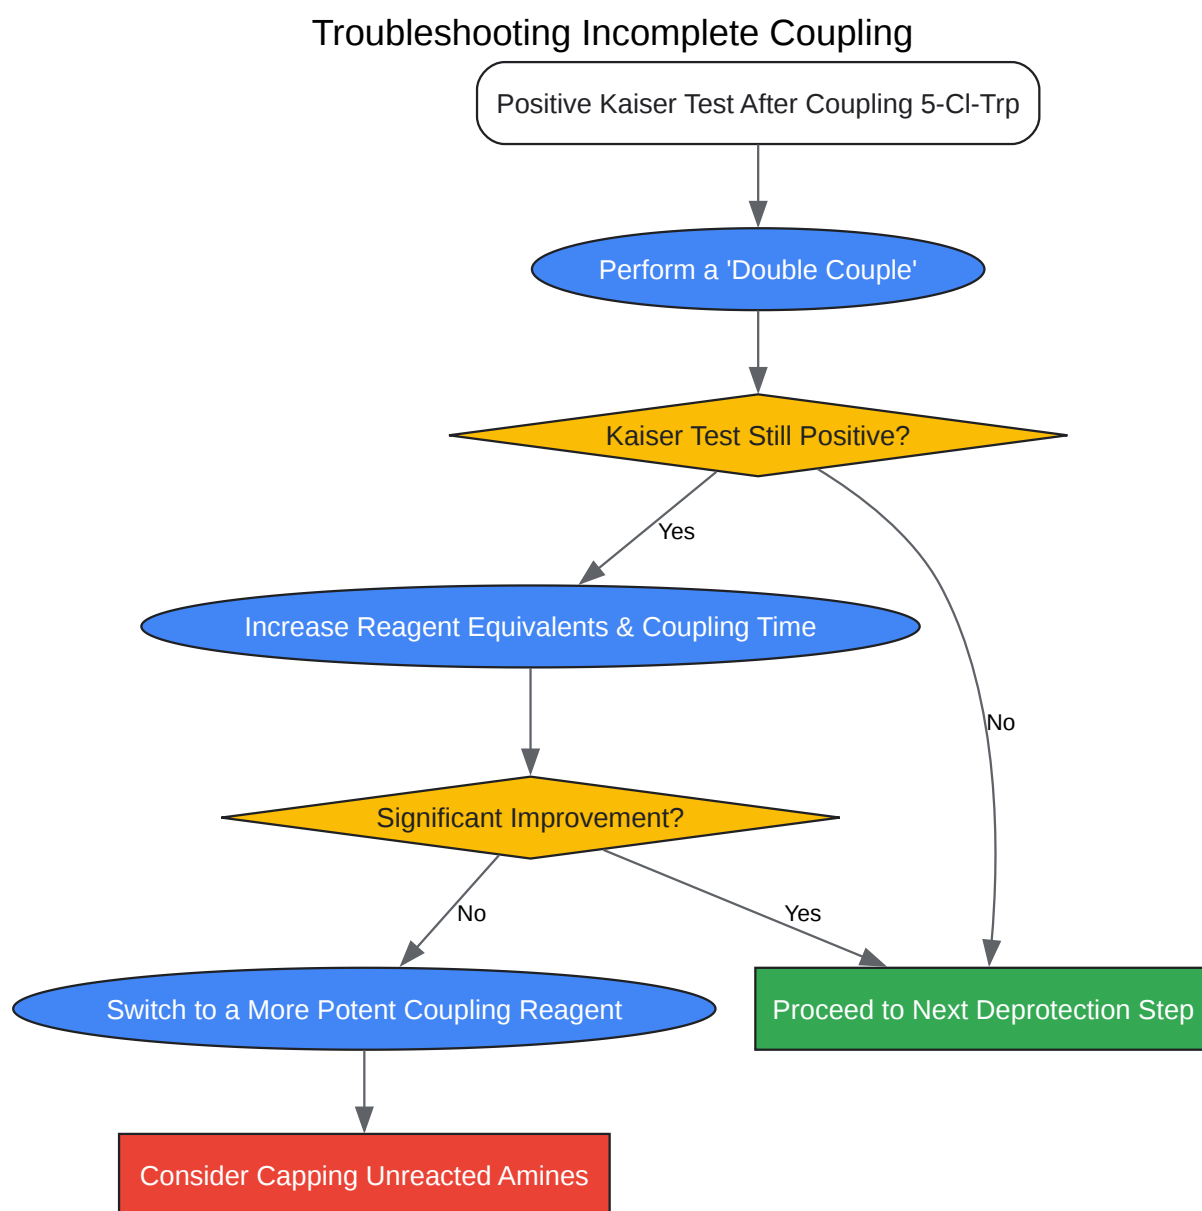 Troubleshooting Incomplete Coupling
Positive Kaiser Test After Coupling 5-Cl-Trp
Perform a 'Double Couple'
Kaiser Test Still Positive?
Yes
Increase Reagent Equivalents & Coupling Time
No
Significant Improvement?
No
Yes
Switch to a More Potent Coupling Reagent
Proceed to Next Deprotection Step
Consider Capping Unreacted Amines